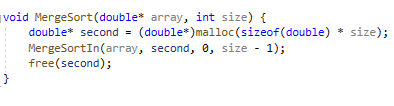 void MergeSort(double* array, int size) {
    double* second = (double*)malloc(sizeof(double) * size);
    MergeSortIn(array, second, 0, size - 1);
    free(second);
}